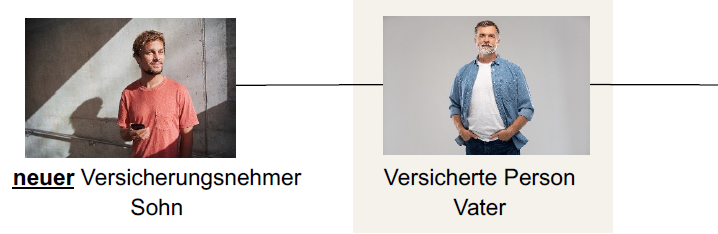 neuer Versicherungsnehmer
Sohn
Versicherte Person
Vater